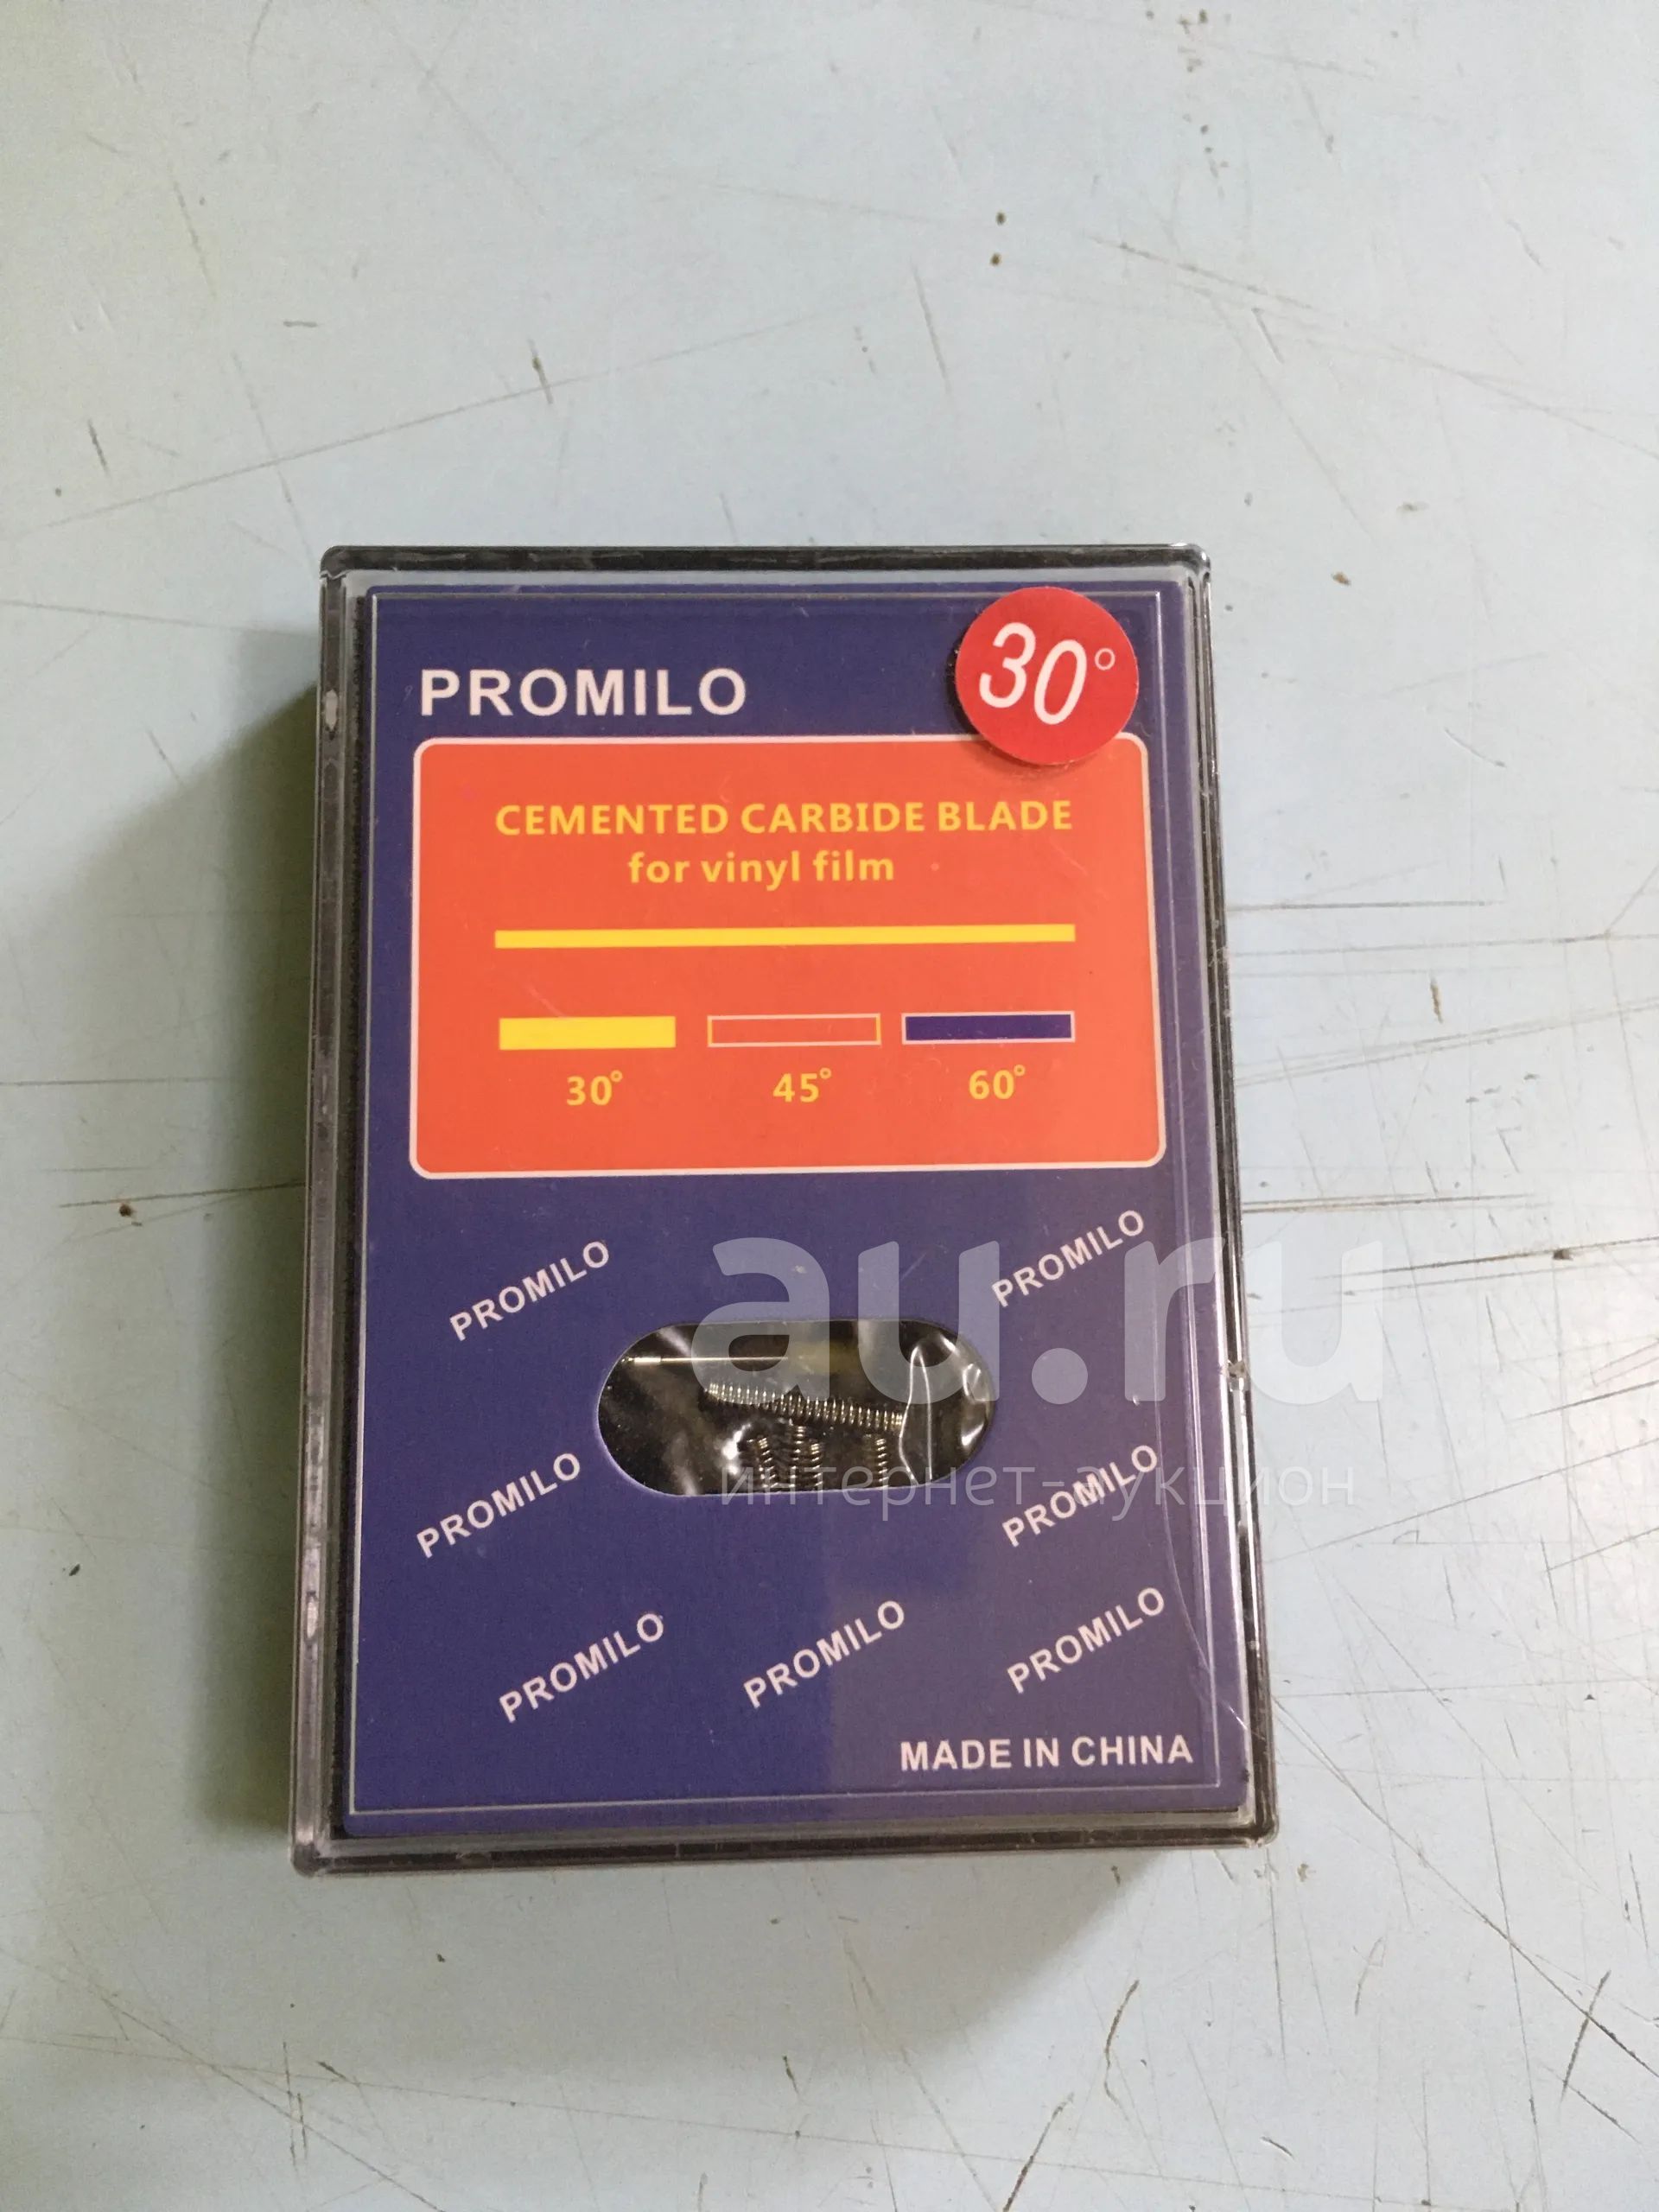 PROMILO
30°
CEMENTED CARBIDE BLADE
for vinyl film
30° 45° 60°
PROMILO
PROMILO
au.ru
интернет-аукцион
PROMILO
PROMILO
PROMILO
PROMILO
PROMILO
MADE IN CHINA